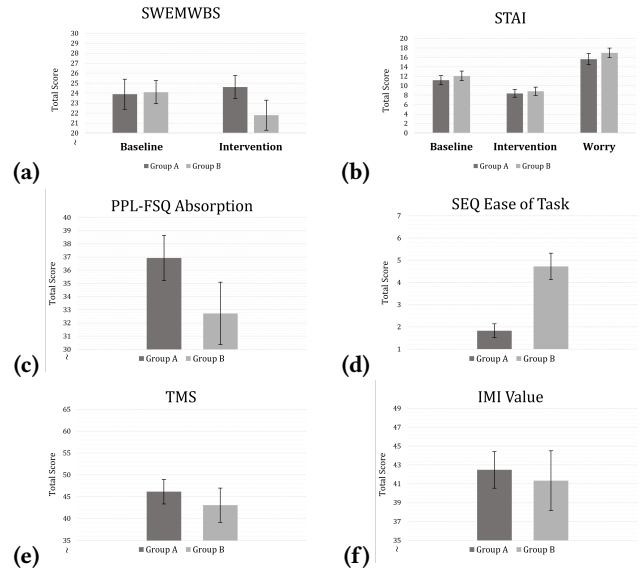 SWEMWBS
30
29
28
27
26
25
24
23
22
21
20
~
Total Score
Baseline
Intervention
Group A
Group B
(a)
STAI
20
18
16
14
12
10
8
6
4
2
0
Total Score
Baseline
Intervention
Worry
Group A
Group B
(b)
PPL-FSQ Absorption
40
39
38
37
36
35
34
33
32
31
30
~
Total Score
Group A
Group B
(c)
SEQ Ease of Task
7
6
5
4
3
2
1
Total Score
Group A
Group B
(d)
TMS
65
60
55
50
45
40
35
~
Total Score
Group A
Group B
(e)
IMI Value
49
47
45
43
41
39
37
35
~
Total Score
Group A
Group B
(f)